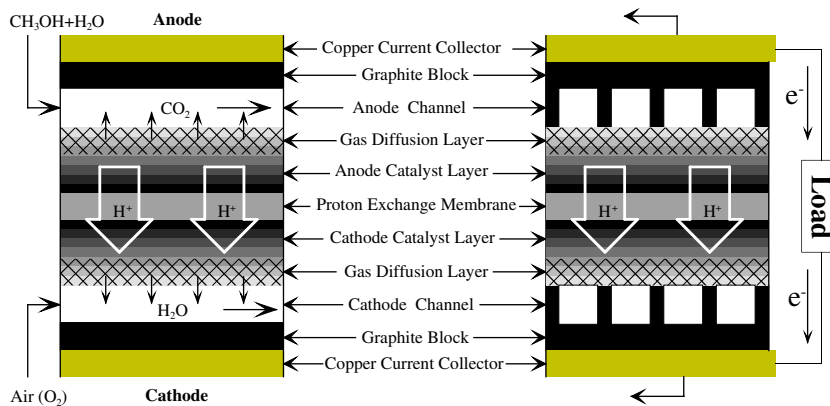 CH₃OH+H₂O
Anode
Copper Current Collector
Graphite Block
CO₂
Anode Channel
Gas Diffusion Layer
Anode Catalyst Layer
H⁺ H⁺
Proton Exchange Membrane
H⁺ H⁺
Cathode Catalyst Layer
Gas Diffusion Layer
H₂O
Cathode Channel
Graphite Block
Copper Current Collector
Air (O₂)
Cathode
e⁻
Load
e⁻